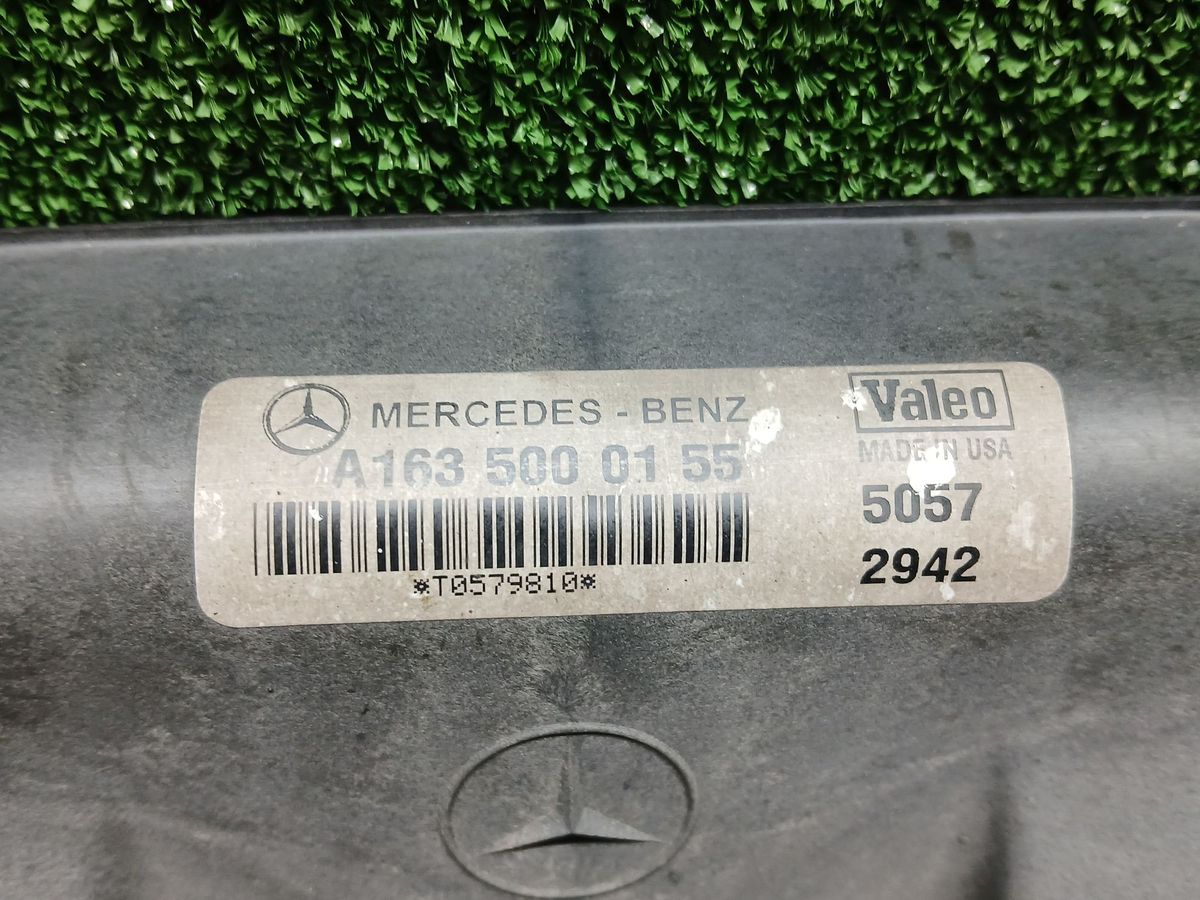 MERCEDES - BENZ
A163 500 01 55
*T0579810*
Valeo
MADE IN USA
5057
2942